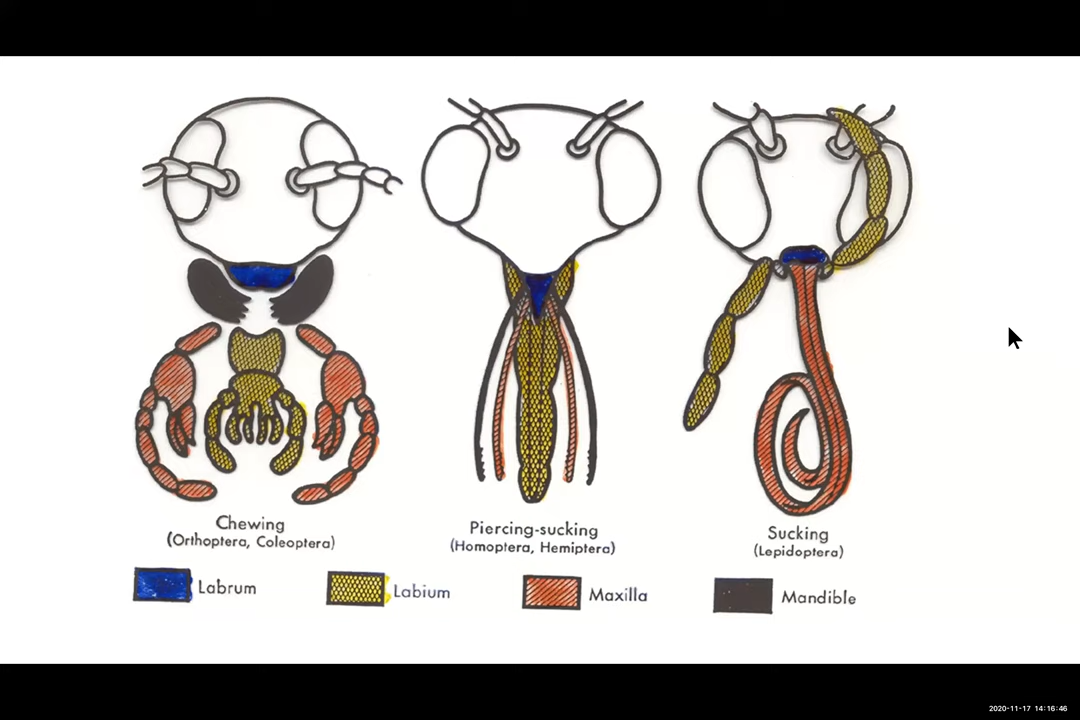 Chewing
(Orthoptera, Coleoptera)
Piercing-sucking
(Homoptera, Hemiptera)
Sucking
(Lepidoptera)
Labrum
Labium
Maxilla
Mandible
2020-11-17 14:16:46